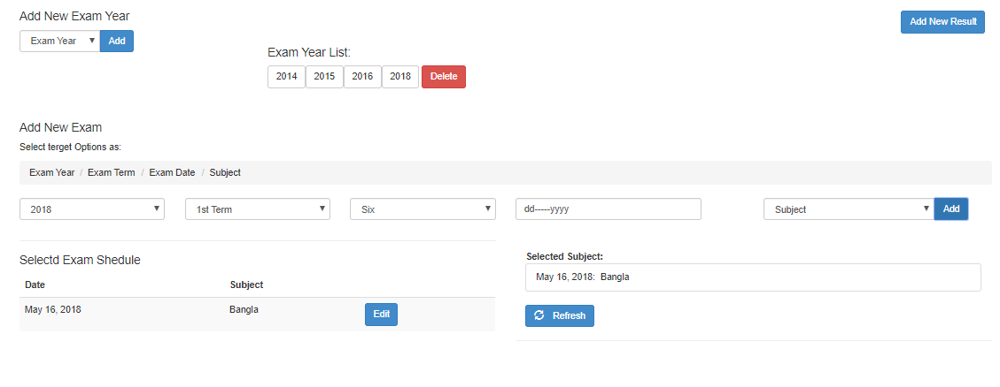 Add New Exam Year
Add New Result
Exam Year Add
Exam Year List:
2014 2015 2016 2018 Delete
Add New Exam
Select terget Options as:
Exam Year / Exam Term / Exam Date / Subject
2018 1st Term Six dd-----yyyy Subject Add
Selectd Exam Shedule
Date Subject
May 16, 2018 Bangla Edit
Selected Subject:
May 16, 2018: Bangla
Refresh